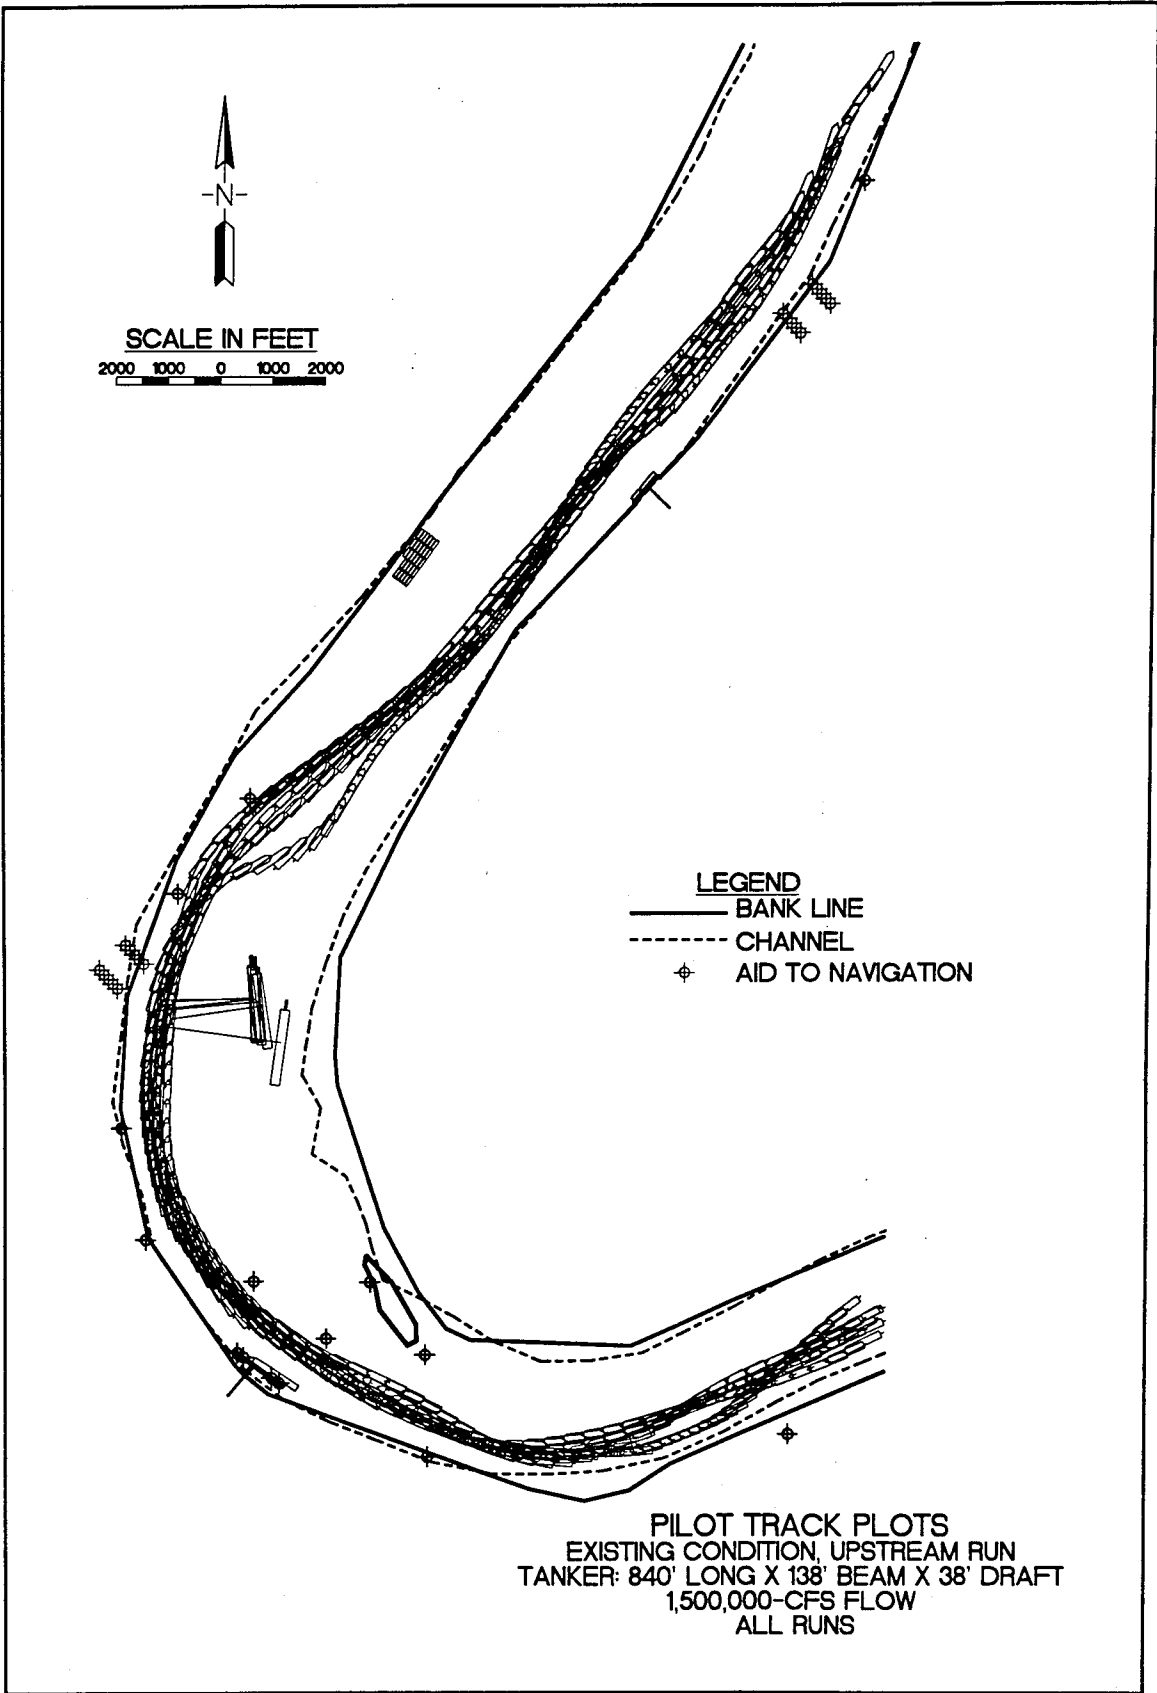 -N-
SCALE IN FEET
2000 1000 0 1000 2000
LEGEND
BANK LINE
CHANNEL
AID TO NAVIGATION
PILOT TRACK PLOTS
EXISTING CONDITION, UPSTREAM RUN
TANKER: 840' LONG X 138' BEAM X 38' DRAFT
1,500,000-CFS FLOW
ALL RUNS